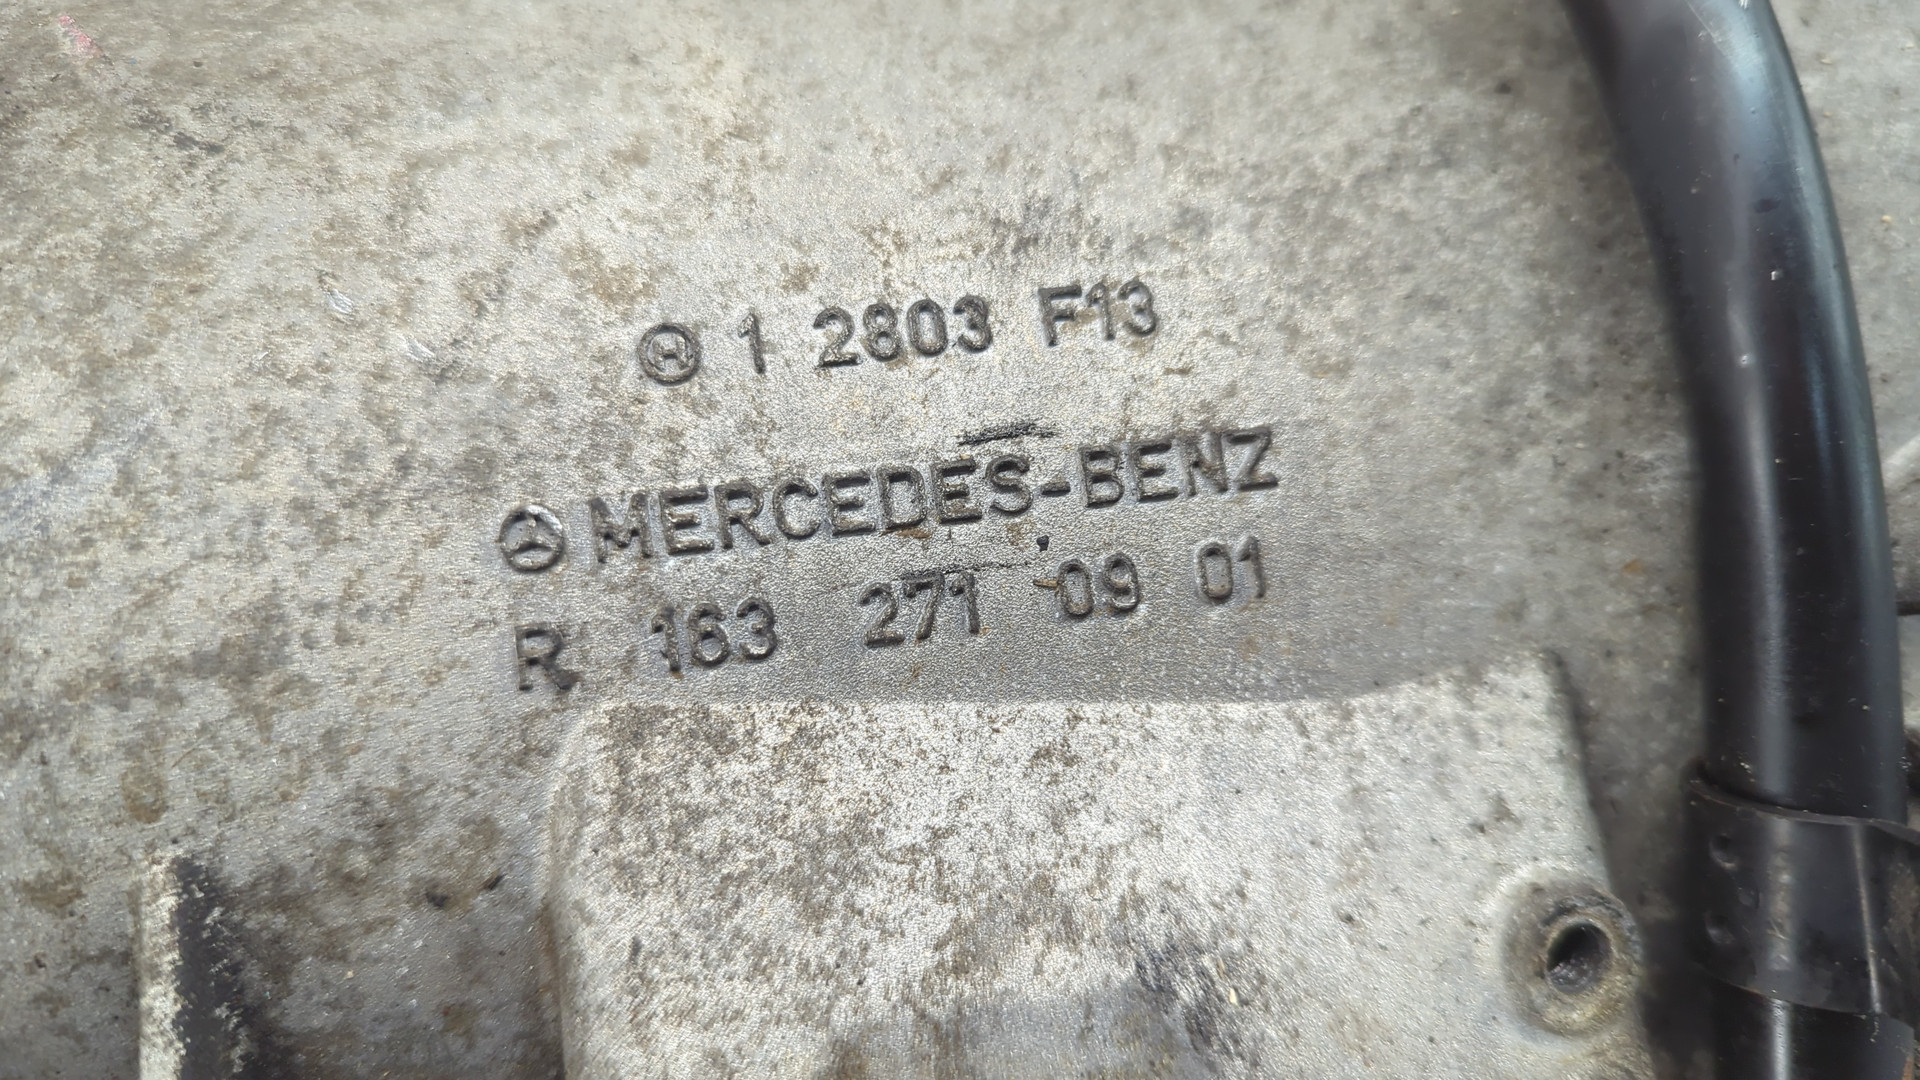 1 2803 F13
MERCEDES-BENZ
R 163 271 09 01